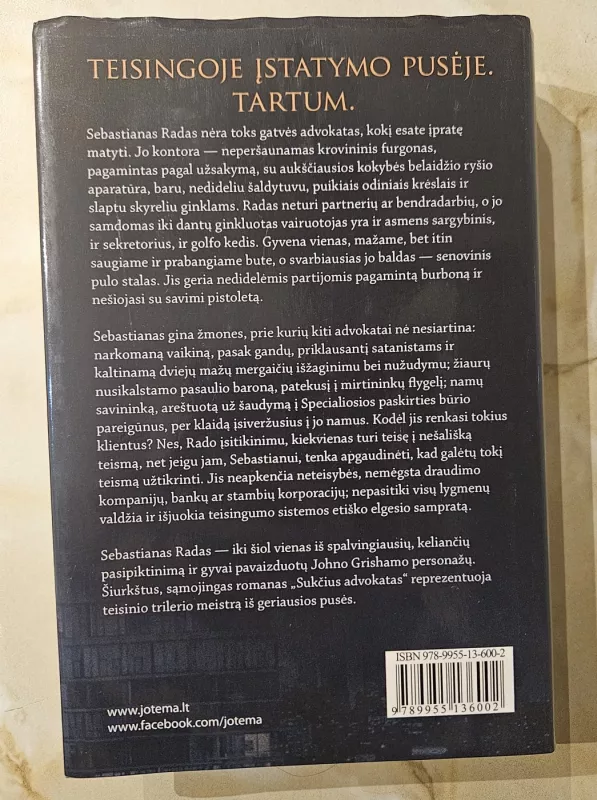 TEISINGOJE ĮSTATYMO PUSĖJE.
TARTUM.
Sebastianas Radas nėra toks gatvės advokatas, kokį esate įpratę
matyti. Jo kontora — neperšaunamas krovininis furgonas,
pagamintas pagal užsakymą, su aukščiausios kokybės belaidžio ryšio
aparatūra, baru, nedideliu šaldytuvu, puikiais odiniais krėslais ir
slaptu skyreliu ginklams. Radas neturi partnerių ar bendradarbių, o jo
samdomas iki dantų ginkluotas vairuotojas yra ir asmens sargybinis,
ir sekretorius, ir golfo kedis. Gyvena vienas, mažame, bet itin
saugiame ir prabangiame bute, o svarbiausias jo baldas — senovinis
pulo stalas. Jis geria nedidelėmis partijomis pagamintą burboną ir
nešiojasi su savimi pistoletą.
Sebastianas gina žmones, prie kurių kiti advokatai nė nesiartina:
narkomaną vaikiną, pasak gandų, priklausantį satanistams ir
kaltinamą dviejų mažų mergaičių išžaginimu bei nužudymu; žiaurų
nusikalstamo pasaulio baroną, patekusį į mirtininkų flygelį; namų
savininką, areštuotą už šaudymą į Specialiosios paskirties būrio
pareigūnus, per klaidą įsiveržusius į jo namus. Kodėl jis renkasi tokius
klientus? Nes, Rado įsitikinimu, kiekvienas turi teisę į nešališką
teismą, net jeigu jam, Sebastianui, tenka apgaudinėti, kad galėtų tokį
teismą užtikrinti. Jis neapkenčia neteisybės, nemėgsta draudimo
kompanijų, bankų ar stambių korporacijų; nepasitiki visų lygmenų
valdžia ir išjuokia teisingumo sistemos etiško elgesio sampratą.
Sebastianas Radas — iki šiol vienas iš spalvingiausių, keliančių
pasipiktinimą ir gyvai pavaizduotų Johno Grishamo personažų.
Šiurkštus, sąmojingas romanas „Sukčius advokatas“ reprezentuoja
teisinio trilerio meistrą iš geriausios pusės.
ISBN 978-9955-13-600-2
9 789955 136002
www.jotema.lt
www.facebook.com/jotema